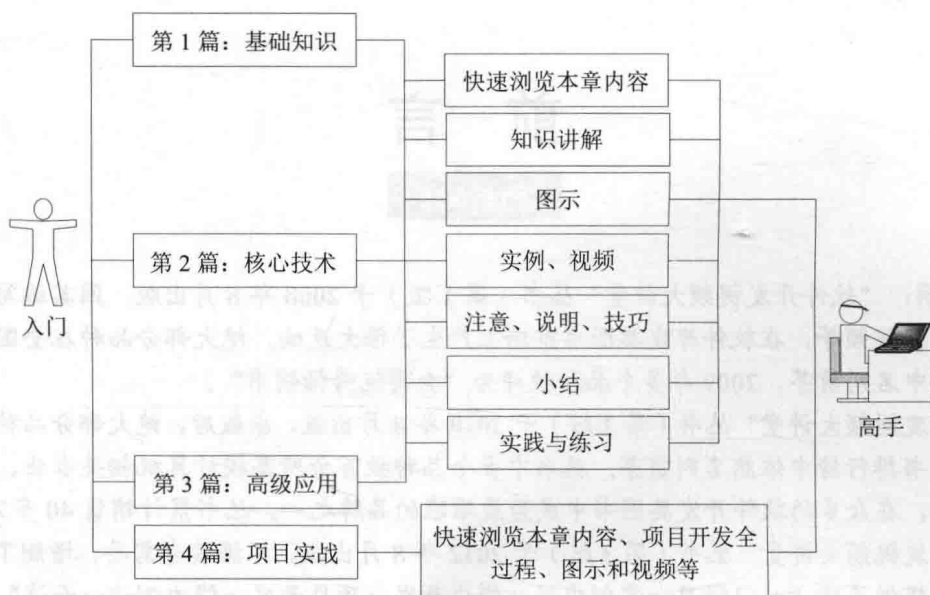 第1篇：基础知识
快速浏览本章内容
知识讲解
图示
第2篇：核心技术
实例、视频
入门
注意、说明、技巧
小结
高手
实践与练习
第3篇：高级应用
第4篇：项目实战
快速浏览本章内容、项目开发全
过程、图示和视频等